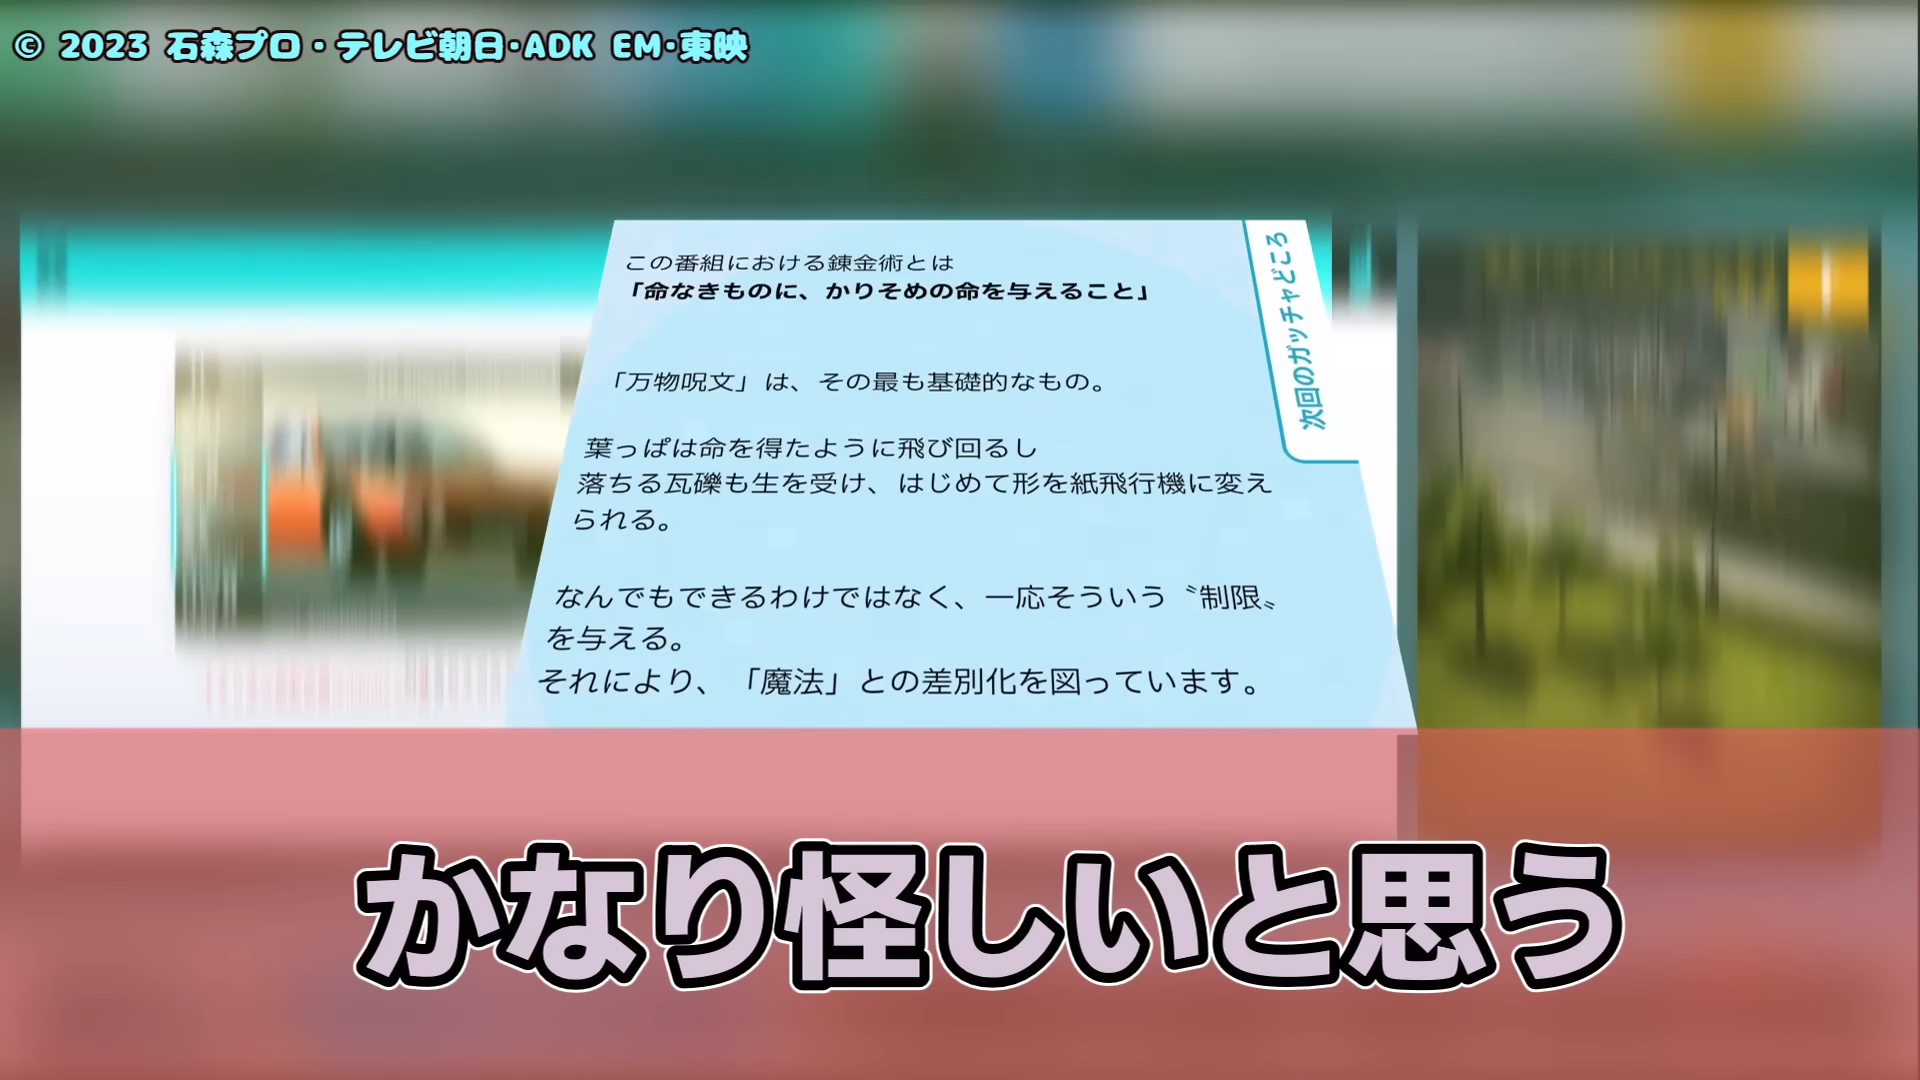 © 2023 石森プロ・テレビ朝日・ADK EM・東映
この番組における錬金術とは
「命なきものに、かりそめの命を与えること」
「万物呪文」は、その最も基礎的なもの。
葉っぱは命を得たように飛び回るし
落ちる瓦礫も生を受け、はじめて形を紙飛行機に変え
られる。
なんでもできるわけではなく、一応そういう〝制限〟
を与える。
それにより、「魔法」との差別化を図っています。
次回のガッチャどころ
かなり怪しいと思う